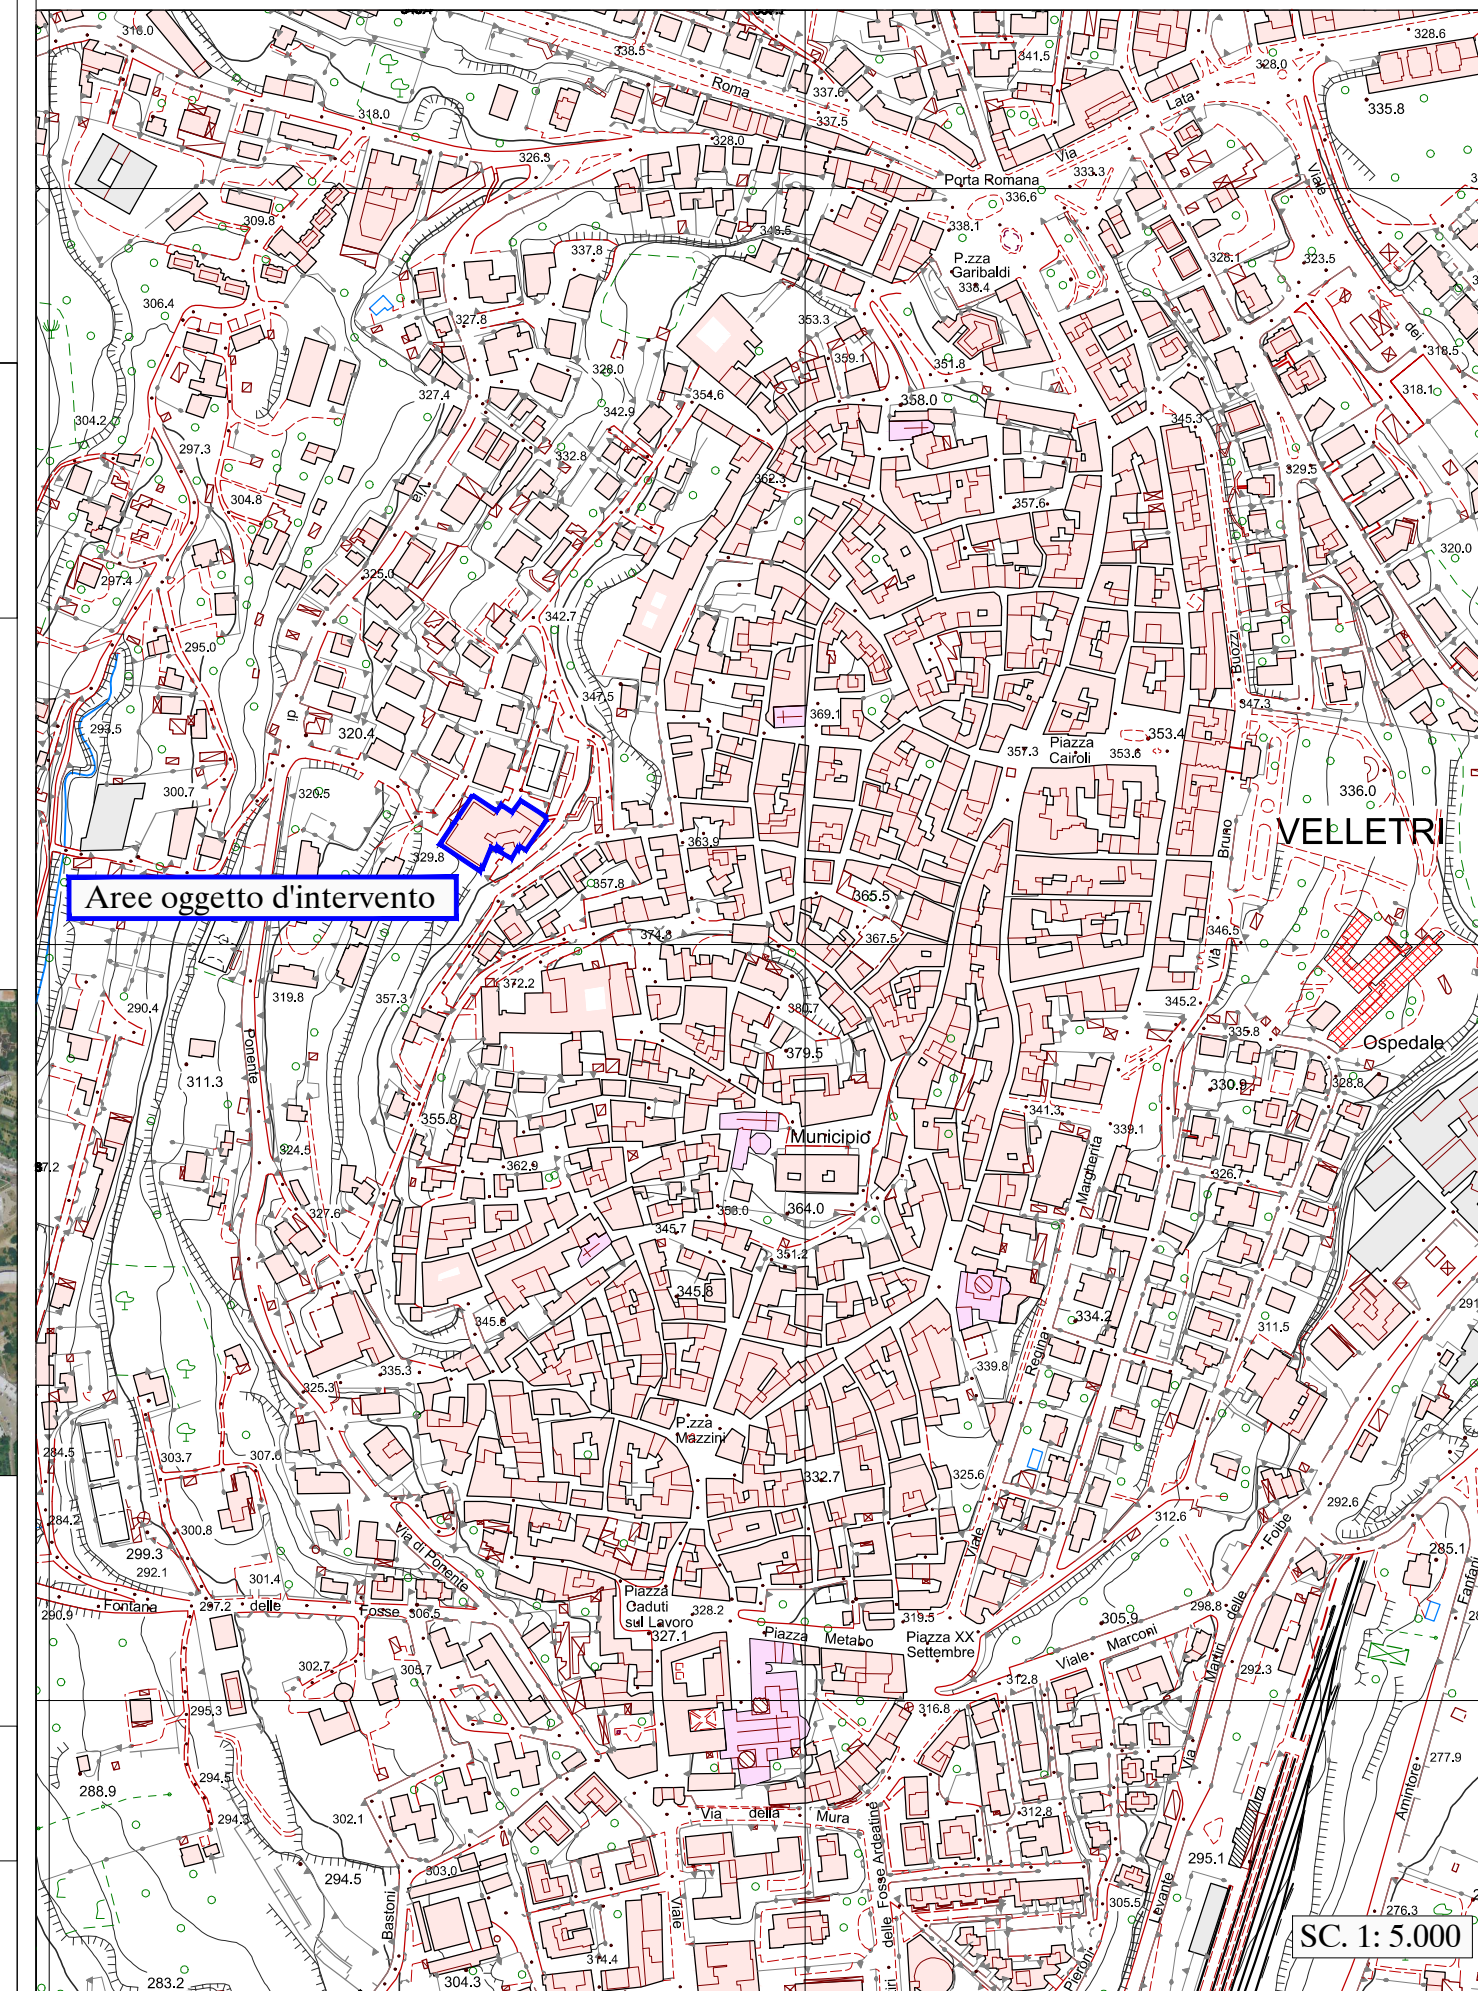 316.0
338.5
341.5
328.6
328.0
Roma
337.6
335.8
318.0
337.5
Lata
328.0
326.3
Via
333.3
Porta Romana
336.6
Viale
309.8
338.1
343.5
337.8
P.zza
Garibaldi
338.4
328.1
323.5
306.4
327.8
353.3
dei
359.1
351.8
318.5
328.0
327.4
354.6
318.1
342.9
358.0
345.3
304.2
297.3
332.8
362.3
329.5
304.8
Via
357.6
320.0
297.4
325.0
342.7
295.0
Buozzi
347.5
347.3
369.1
di
293.5
320.4
353.4
Piazza
Cairoli
357.3
353.6
300.7
320.5
336.0
VELLETRI
Bruno
363.9
329.8
357.8
Aree oggetto d'intervento
365.5
374.8
367.5
346.5
Via
372.2
319.8
357.3
290.4
380.7
345.2
335.8
Ospedale
379.5
Ponente
311.3
330.9
328.8
355.8
341.3
339.1
Municipio
324.5
Margherita
362.9
326.7
327.6
353.0
364.0
345.7
351.2
345.8
334.2
345.8
311.5
Regina
339.8
335.3
325.3
P.zza
Mazzini
284.5
303.7
307.6
332.7
325.6
292.6
284.2
300.8
312.6
Foibe
299.3
Via di Ponente
Viale
285.1
292.1
301.4
Fanfani
290.9
Fontana
297.2
delle
Fosse
306.5
Piazza
Caduti
sul Lavoro
328.2
327.1
Piazza
Metabo
319.5
Piazza XX
Settembre
305.9
298.8
delle
Viale
Marconi
302.7
305.7
312.8
Martiri
292.3
295.3
316.8
277.9
Via
294.5
288.9
Amintore
294.3
302.1
Via
della
Mura
312.8
Fosse Ardeatine
303.0
294.5
295.1
305.5
Levante
276.3
Bastoni
Viale
delle
SC. 1: 5.000
314.4
304.3
283.2
Pieroni